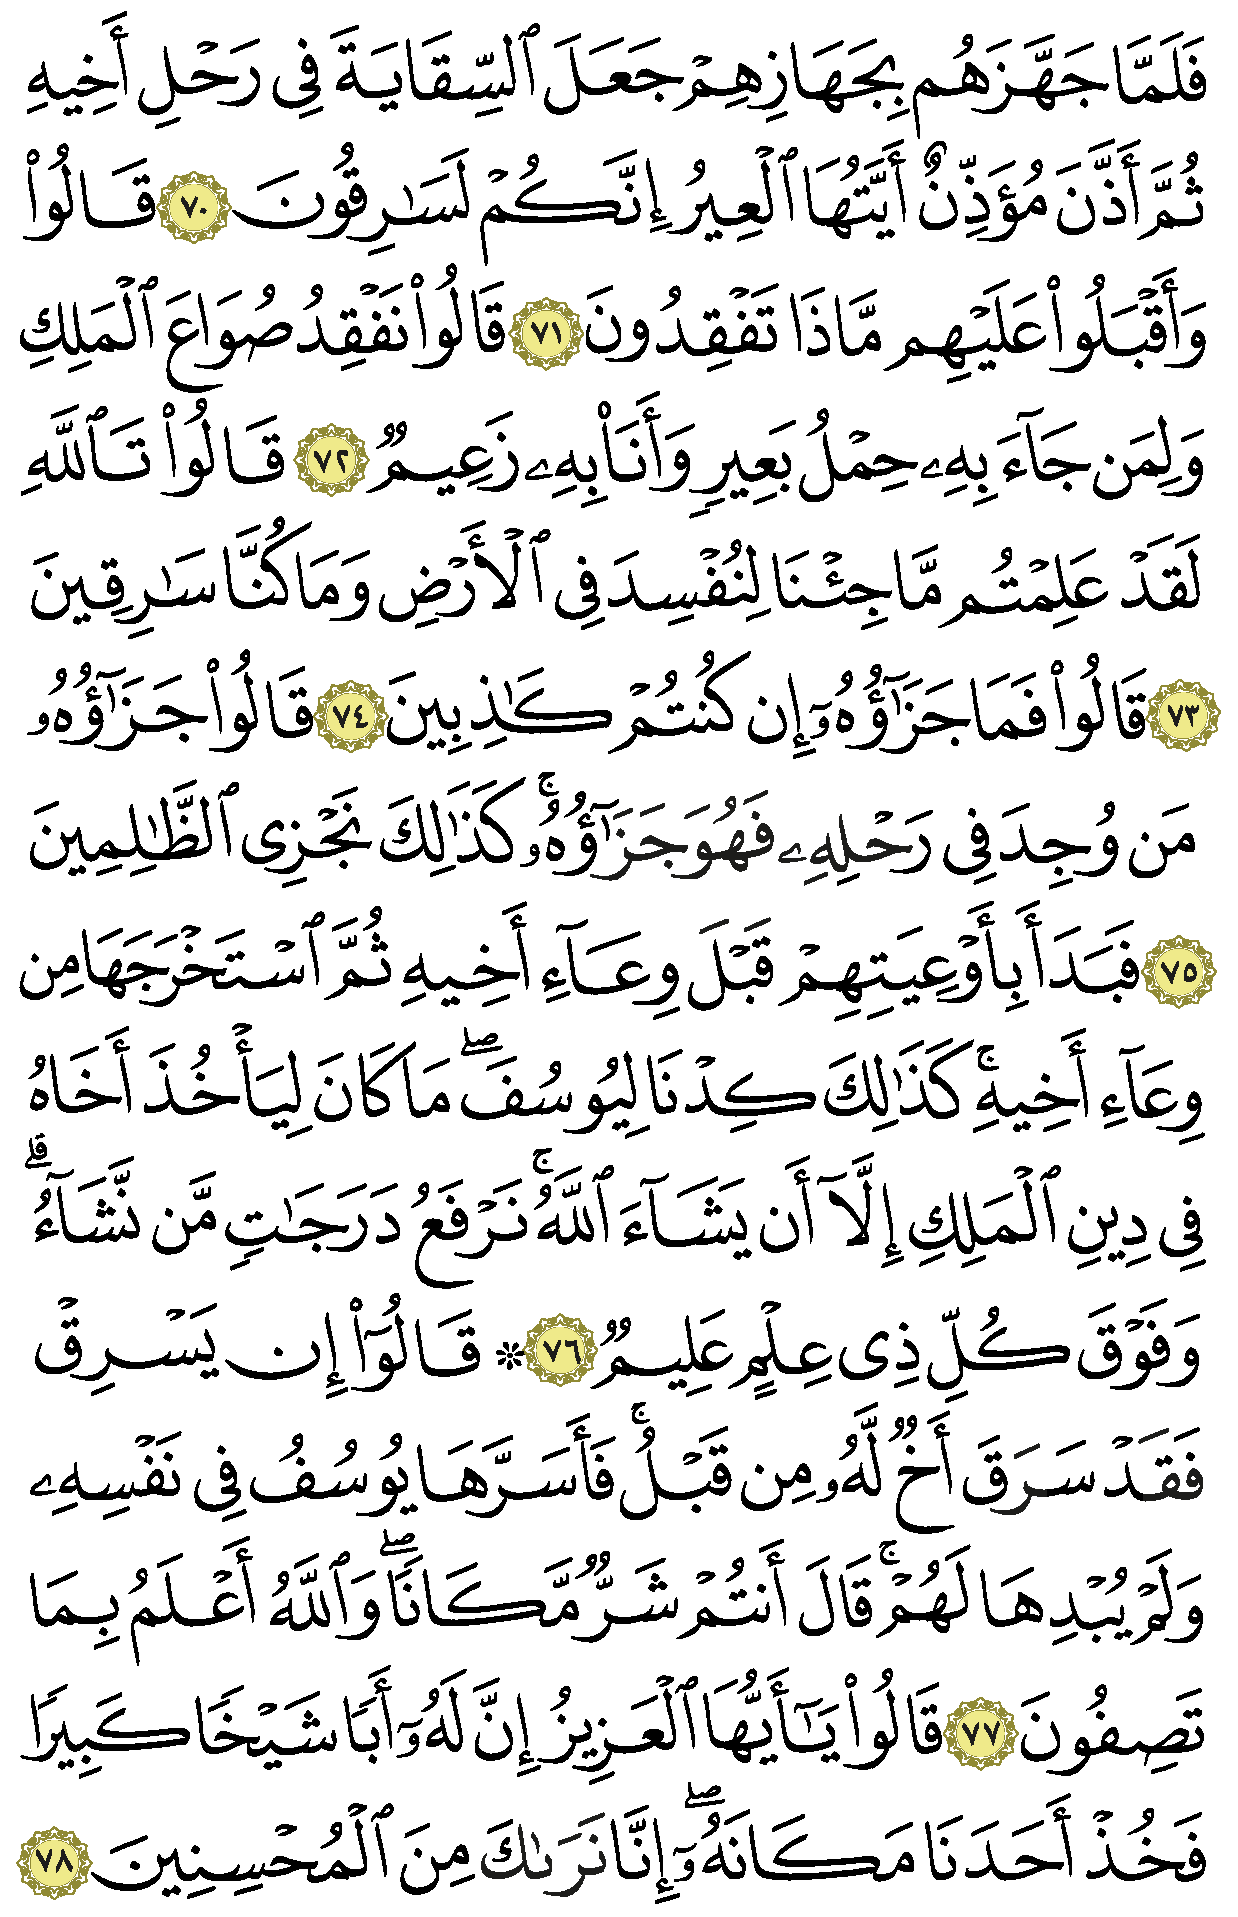 فَلَمَّا جَهَّزَهُم بِجَهَازِهِمْ جَعَلَ ٱلسِّقَايَةَ فِى رَحْلِ أَخِيهِ
ثُمَّ أَذَّنَ مُؤَذِّنٌ أَيَّتُهَا ٱلْعِيرُ إِنَّكُمْ لَسَـٰرِقُونَ ٧٠ قَالُوا۟
وَأَقْبَلُوا۟ عَلَيْهِم مَّاذَا تَفْقِدُونَ ٧١ قَالُوا۟ نَفْقِدُ صُوَاعَ ٱلْمَلِكِ
وَلِمَن جَآءَ بِهِۦ حِمْلُ بَعِيرٍ وَأَنَا۠ بِهِۦ زَعِيمٌ ٧٢ قَالُوا۟ تَٱللَّهِ
لَقَدْ عَلِمْتُم مَّا جِئْنَا لِنُفْسِدَ فِى ٱلْأَرْضِ وَمَا كُنَّا سَـٰرِقِينَ
٧٣ قَالُوا۟ فَمَا جَزَٰٓؤُهُۥٓ إِن كُنتُمْ كَـٰذِبِينَ ٧٤ قَالُوا۟ جَزَٰٓؤُهُۥ
مَن وُجِدَ فِى رَحْلِهِۦ فَهُوَ جَزَٰٓؤُهُۥ ۚ كَذَٰلِكَ نَجْزِى ٱلظَّـٰلِمِينَ
٧٥ فَبَدَأَ بِأَوْعِيَتِهِمْ قَبْلَ وِعَآءِ أَخِيهِ ثُمَّ ٱسْتَخْرَجَهَا مِن
وِعَآءِ أَخِيهِ ۚ كَذَٰلِكَ كِدْنَا لِيُوسُفَ ۖ مَا كَانَ لِيَأْخُذَ أَخَاهُ
فِى دِينِ ٱلْمَلِكِ إِلَّآ أَن يَشَآءَ ٱللَّهُ ۚ نَرْفَعُ دَرَجَـٰتٍ مَّن نَّشَآءُ ۗ
وَفَوْقَ كُلِّ ذِى عِلْمٍ عَلِيمٌ ٧٦ ۞ قَالُوٓا۟ إِن يَسْرِقْ
فَقَدْ سَرَقَ أَخٌ لَّهُۥ مِن قَبْلُ ۚ فَأَسَرَّهَا يُوسُفُ فِى نَفْسِهِۦ
وَلَمْ يُبْدِهَا لَهُمْ ۚ قَالَ أَنتُمْ شَرٌّ مَّكَانًا ۖ وَٱللَّهُ أَعْلَمُ بِمَا
تَصِفُونَ ٧٧ قَالُوا۟ يَـٰٓأَيُّهَا ٱلْعَزِيزُ إِنَّ لَهُۥٓ أَبًا شَيْخًا كَبِيرًا
فَخُذْ أَحَدَنَا مَكَانَهُۥٓ ۖ إِنَّا نَرَىٰكَ مِنَ ٱلْمُحْسِنِينَ ٧٨